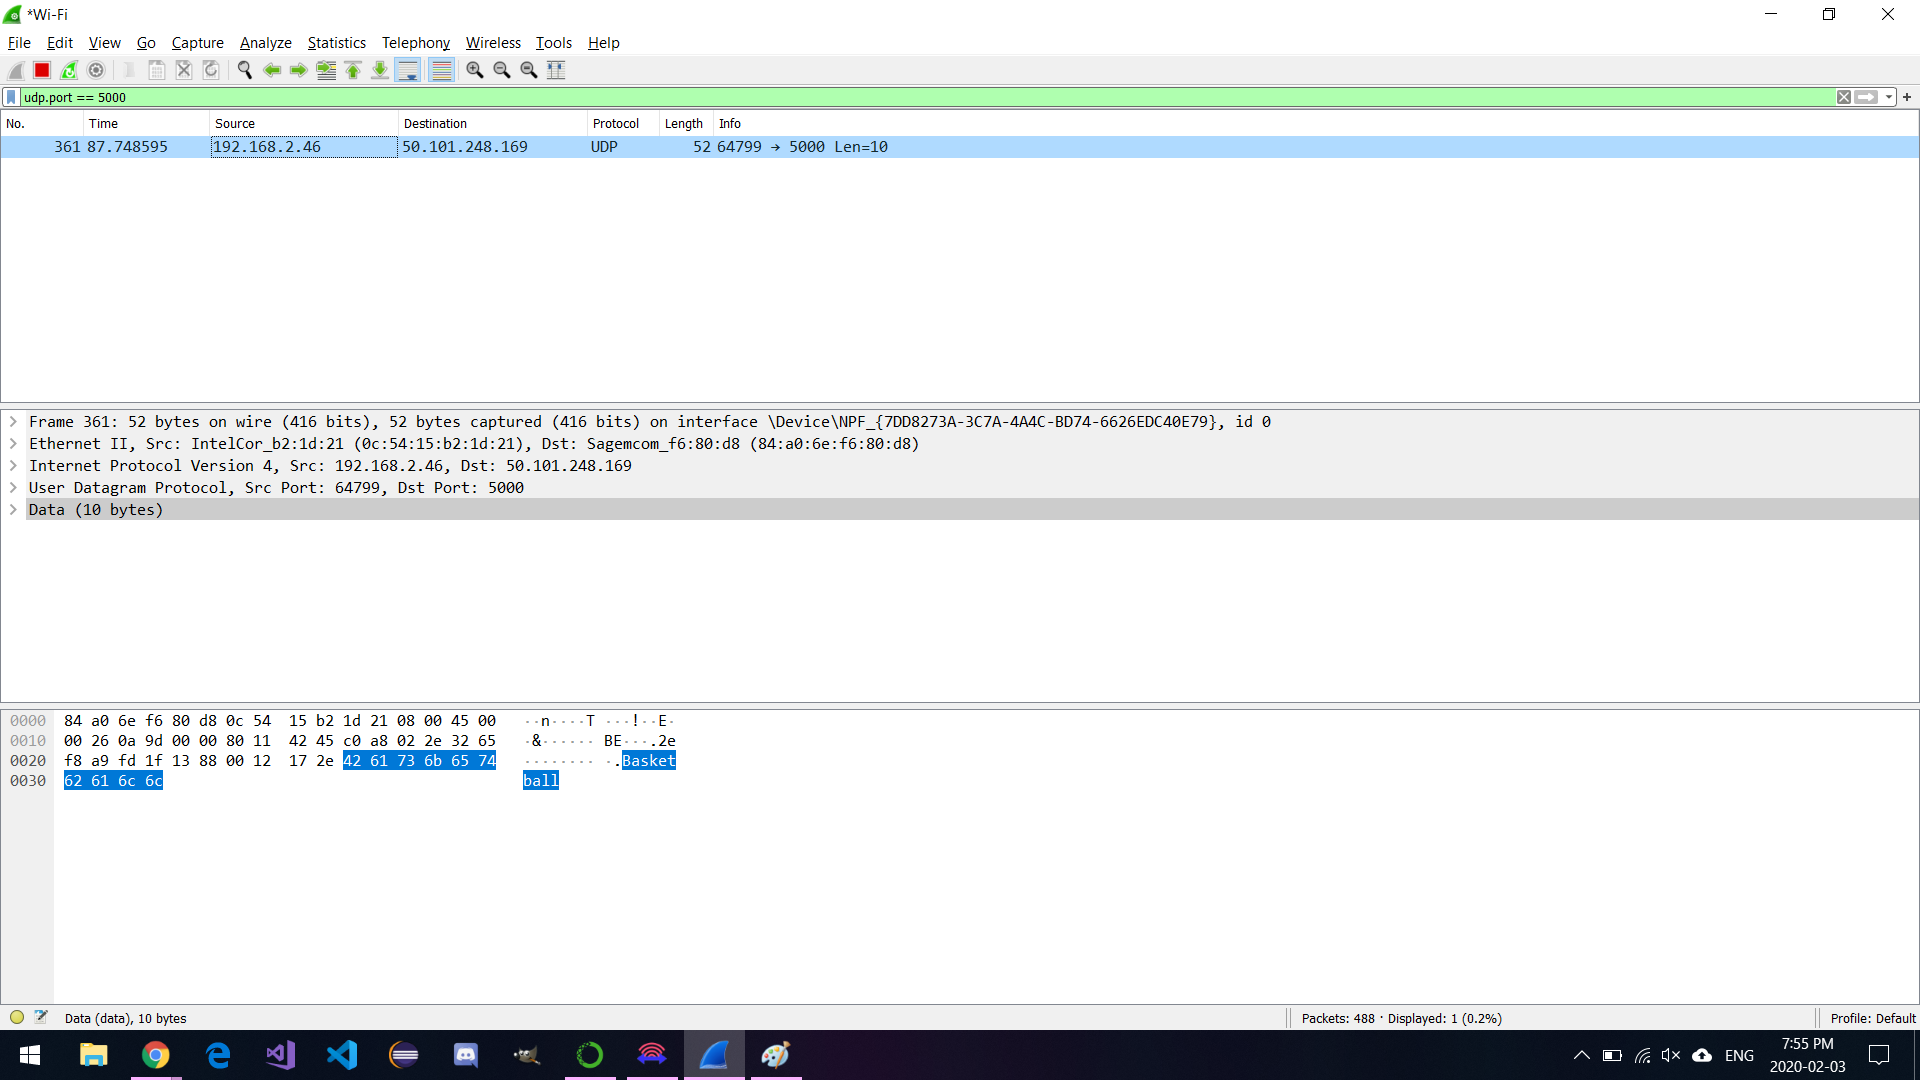 *Wi-Fi
File Edit View Go Capture Analyze Statistics Telephony Wireless Tools Help
udp.port == 5000
No. Time Source Destination Protocol Length Info
361 87.748595 192.168.2.46 50.101.248.169 UDP 52 64799 → 5000 Len=10
Frame 361: 52 bytes on wire (416 bits), 52 bytes captured (416 bits) on interface \Device\NPF_{7DD8273A-3C7A-4A4C-BD74-6626EDC40E79}, id 0
Ethernet II, Src: IntelCor_b2:1d:21 (0c:54:15:b2:1d:21), Dst: Sagemcom_f6:80:d8 (84:a0:6e:f6:80:d8)
Internet Protocol Version 4, Src: 192.168.2.46, Dst: 50.101.248.169
User Datagram Protocol, Src Port: 64799, Dst Port: 5000
Data (10 bytes)
0000 84 a0 6e f6 80 d8 0c 54 15 b2 1d 21 08 00 45 00 ··n····T ···!··E·
0010 00 26 0a 9d 00 00 80 11 42 45 c0 a8 02 2e 32 65 ·&······ BE···.2e
0020 f8 a9 fd 1f 13 88 00 12 17 2e 42 61 73 6b 65 74 ········ ·.Basket
0030 62 61 6c 6c ball
Data (data), 10 bytes Packets: 488 · Displayed: 1 (0.2%) Profile: Default
ENG 7:55 PM
2020-02-03